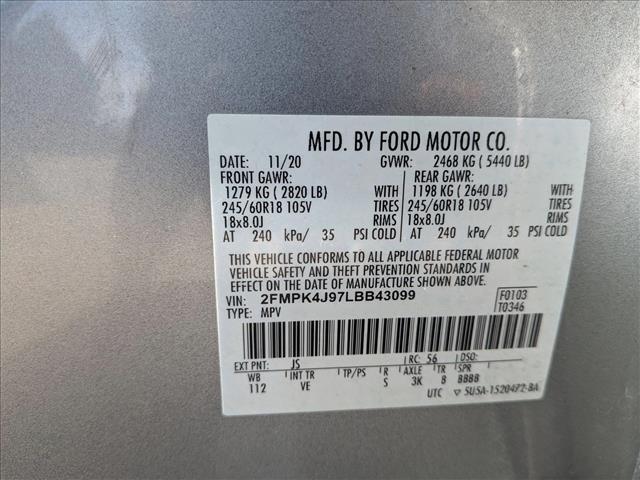 MFD. BY FORD MOTOR CO.
DATE: 11/20 GVWR: 2468 KG ( 5440 LB)
FRONT GAWR: REAR GAWR:
1279 KG ( 2820 LB) WITH 1198 KG ( 2640 LB) WITH
245/60R18 105V TIRES 245/60R18 105V TIRES
18x8.0J RIMS 18x8.0J RIMS
AT 240 kPa/ 35 PSI COLD AT 240 kPa/ 35 PSI COLD
THIS VEHICLE CONFORMS TO ALL APPLICABLE FEDERAL MOTOR
VEHICLE SAFETY AND THEFT PREVENTION STANDARDS IN
EFFECT ON THE DATE OF MANUFACTURE SHOWN ABOVE.
VIN: 2FMPK4J97LBB43099 F0103
TYPE: MPV T0346
EXT PNT: JS RC: 56 DSO:
WB INT TR TP/PS R AXLE TR SPR
112 VE S 3K 8 BBBB
UTC